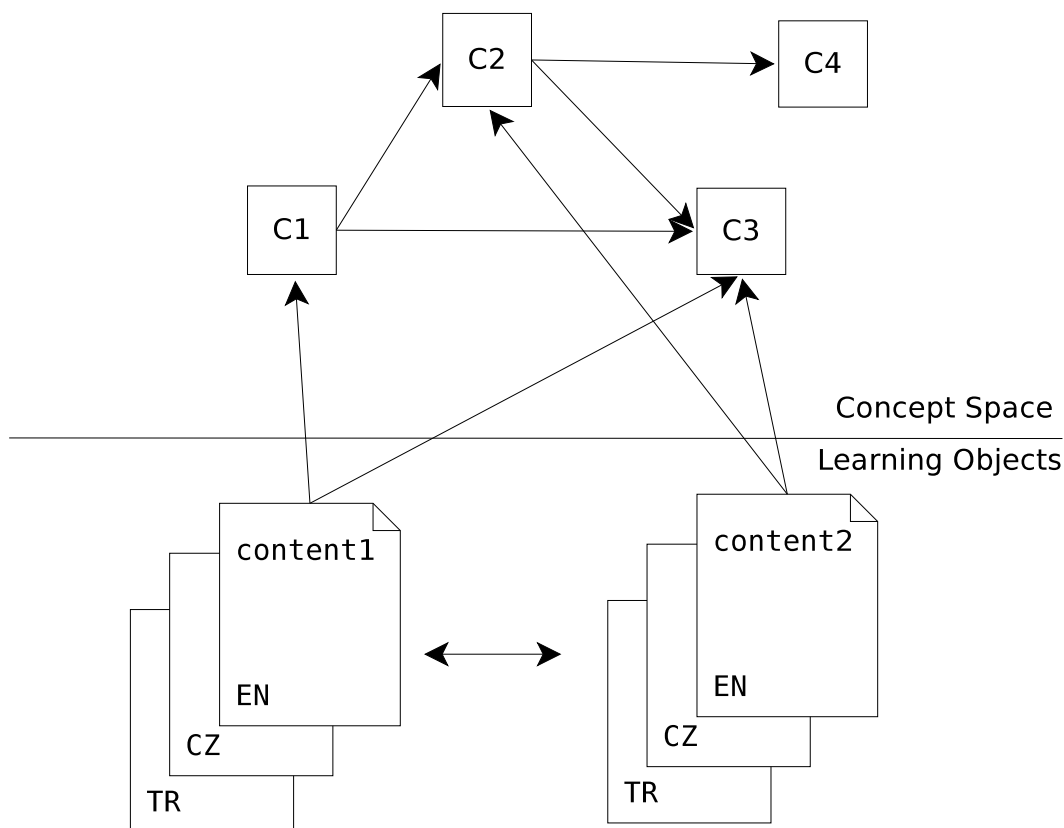 C2
C4
C1
C3
Concept Space
Learning Objects
content1
EN
CZ
TR
content2
EN
CZ
TR